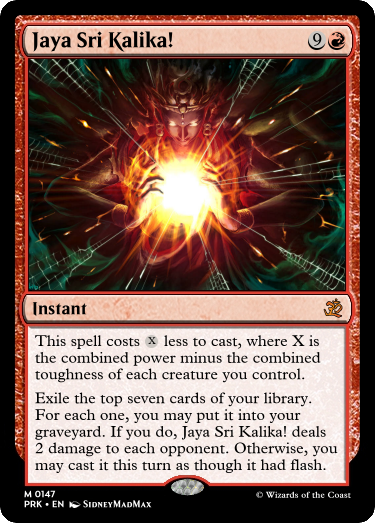 Jaya Sri Kalika! 9
Instant
This spell costs X less to cast, where X is
the combined power minus the combined
toughness of each creature you control.
Exile the top seven cards of your library.
For each one, you may put it into your
graveyard. If you do, Jaya Sri Kalika! deals
2 damage to each opponent. Otherwise, you
may cast it this turn as though it had flash.
M 0147
PRK • EN SidneyMadMax
© Wizards of the Coast